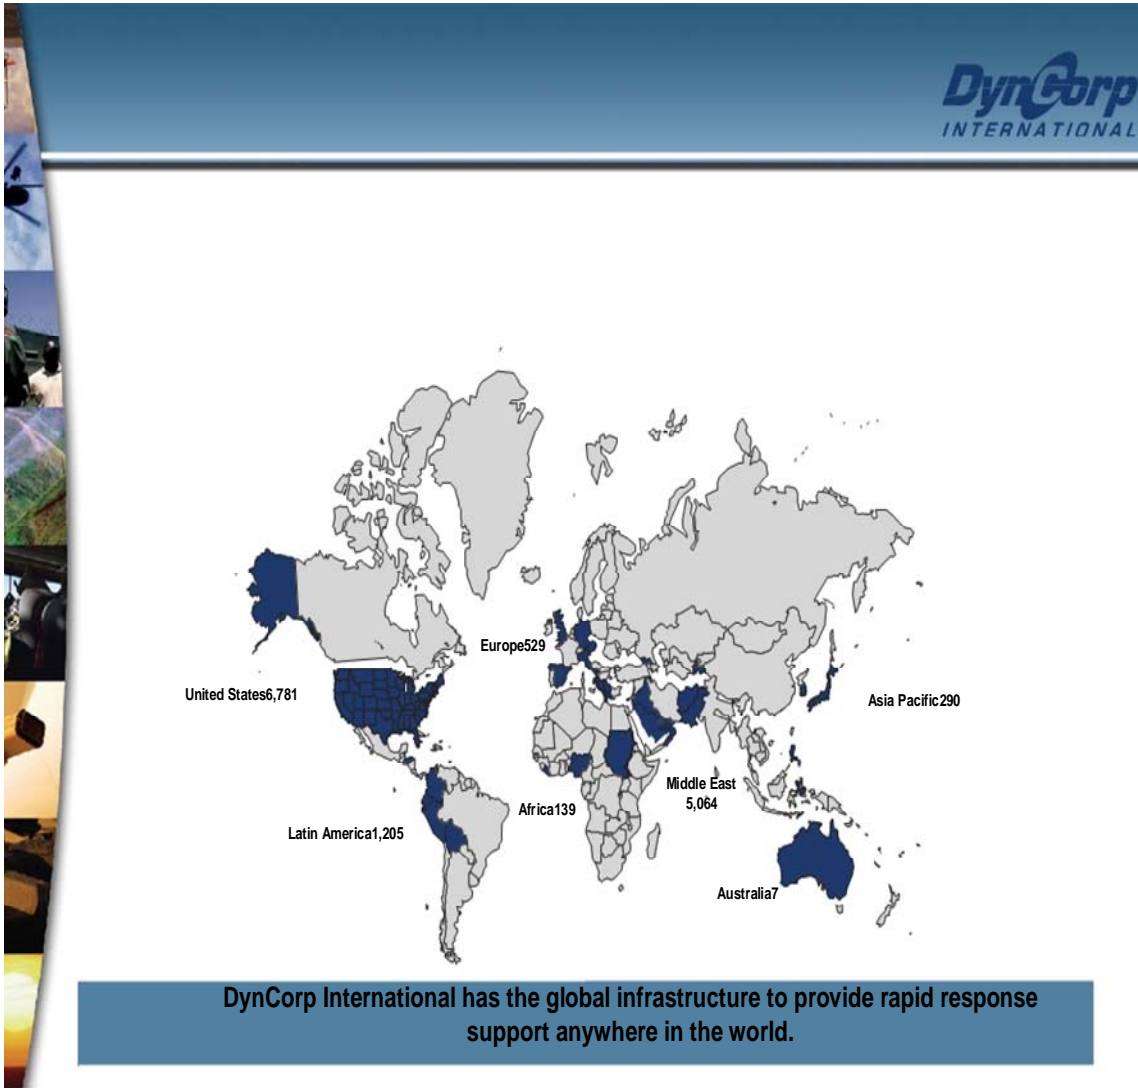 DynCorp
INTERNATIONAL
Europe529
United States6,781
Asia Pacific290
Middle East
5,064
Africa139
Latin America1,205
Australia7
DynCorp International has the global infrastructure to provide rapid response
support anywhere in the world.